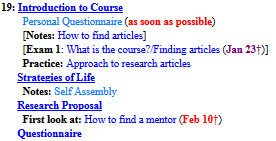 19: Introduction to Course
Personal Questionnaire (as soon as possible)
[Notes: How to find articles]
[Exam 1: What is the course?/Finding articles (Jan 23†)]
Practice: Approach to research articles
Strategies of Life
Notes: Self Assembly
Research Proposal
First look at: How to find a mentor (Feb 10†)
Questionnaire